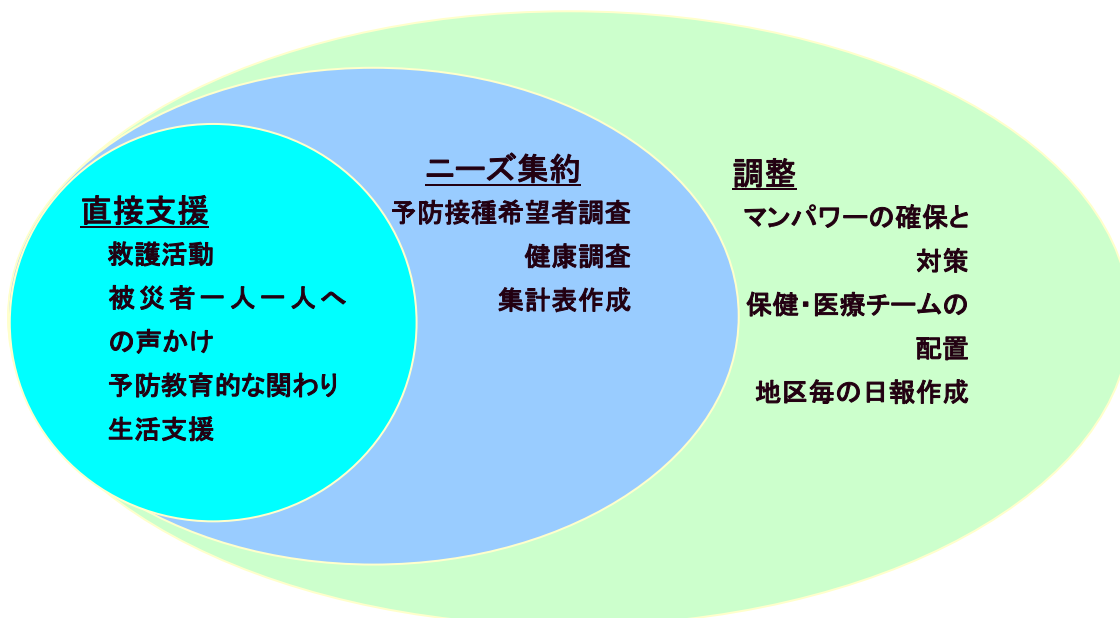 直接支援
救護活動
被災者一人一人へ
の声かけ
予防教育的な関わり
生活支援
ニーズ集約
予防接種希望者調査
健康調査
集計表作成
調整
マンパワーの確保と
対策
保健・医療チームの
配置
地区毎の日報作成